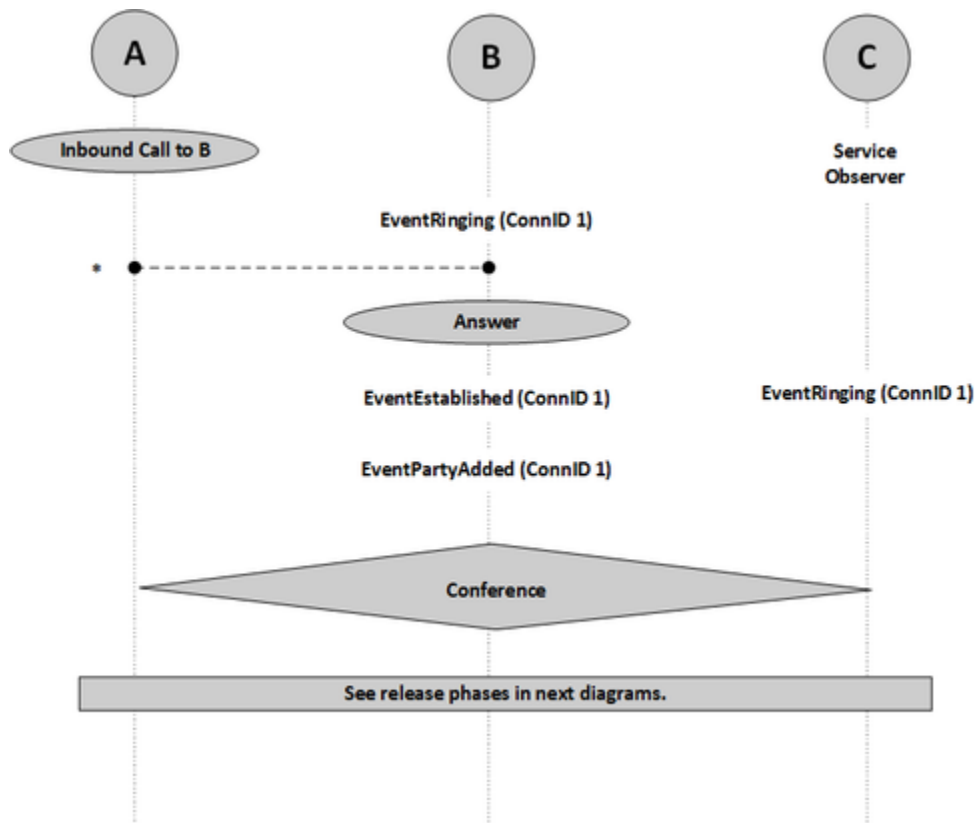 A
B
C
Inbound Call to B
Service
Observer
EventRinging (ConnID 1)
*
Answer
EventEstablished (ConnID 1)
EventRinging (ConnID 1)
EventPartyAdded (ConnID 1)
Conference
See release phases in next diagrams.